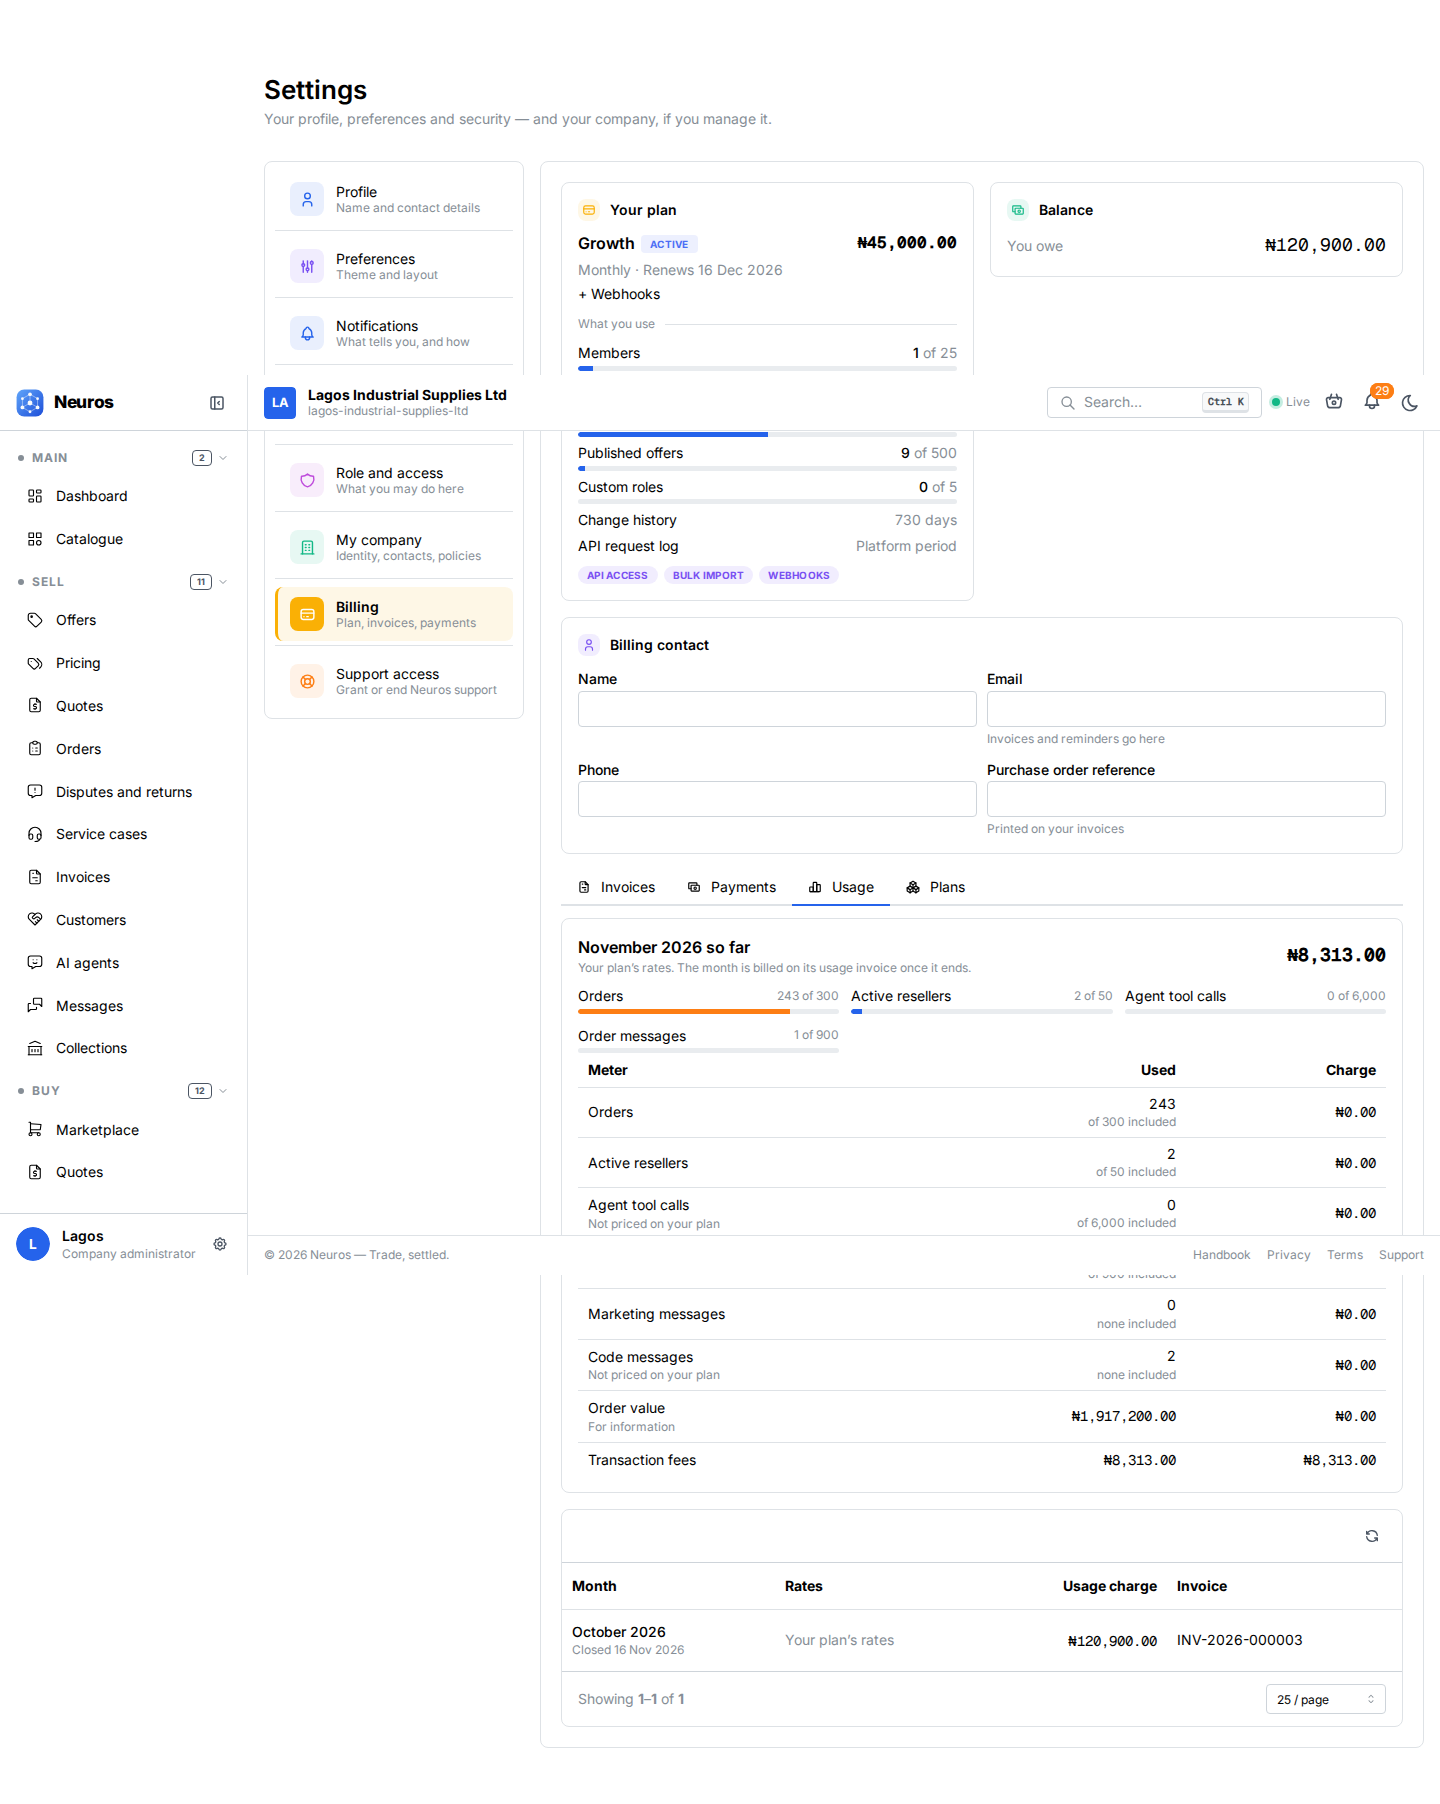 Settings
Your profile, preferences and security — and your company, if you manage it.
Profile
Name and contact details
Preferences
Theme and layout
Notifications
What tells you, and how
Your plan
Growth ACTIVE ₦45,000.00
Monthly · Renews 16 Dec 2026
+ Webhooks
What you use
Members 1 of 25
Balance
You owe ₦120,900.00
Neuros
LA
Lagos Industrial Supplies Ltd
lagos-industrial-supplies-ltd
Search... Ctrl K
Live
29
MAIN 2
Dashboard
Catalogue
SELL 11
Offers
Pricing
Quotes
Orders
Disputes and returns
Service cases
Invoices
Customers
AI agents
Messages
Collections
BUY 12
Marketplace
Quotes
L
Lagos
Company administrator
Role and access
What you may do here
My company
Identity, contacts, policies
Billing
Plan, invoices, payments
Support access
Grant or end Neuros support
Published offers 9 of 500
Custom roles 0 of 5
Change history 730 days
API request log Platform period
API ACCESS BULK IMPORT WEBHOOKS
Billing contact
Name Email
Invoices and reminders go here
Phone Purchase order reference
Printed on your invoices
Invoices Payments Usage Plans
November 2026 so far ₦8,313.00
Your plan’s rates. The month is billed on its usage invoice once it ends.
Orders 243 of 300 Active resellers 2 of 50 Agent tool calls 0 of 6,000
Order messages 1 of 900
Meter Used Charge
Orders 243 of 300 included ₦0.00
Active resellers 2 of 50 included ₦0.00
Agent tool calls 0 ₦0.00
Not priced on your plan of 6,000 included
© 2026 Neuros — Trade, settled. Handbook Privacy Terms Support
Marketing messages 0 none included ₦0.00
Code messages 2 ₦0.00
Not priced on your plan none included
Order value ₦1,917,200.00 ₦0.00
For information
Transaction fees ₦8,313.00 ₦8,313.00
Month Rates Usage charge Invoice
October 2026 Your plan’s rates ₦120,900.00 INV-2026-000003
Closed 16 Nov 2026
Showing 1–1 of 1 25 / page